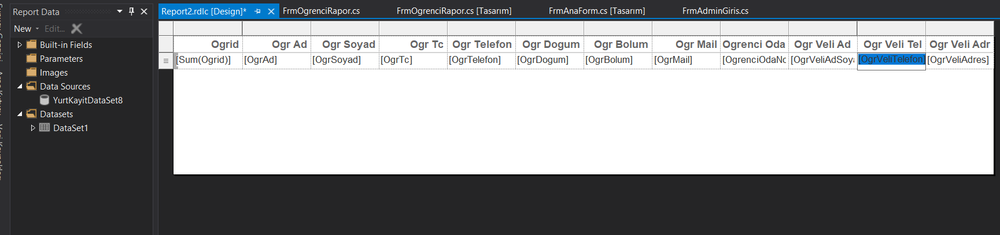 Report Data
New Edit...
Built-in Fields
Parameters
Images
Data Sources
YurtKayitDataSet8
Datasets
DataSet1
Report2.rdlc [Design]* FrmOgrenciRapor.cs FrmOgrenciRapor.cs [Tasarım] FrmAnaForm.cs [Tasarım] FrmAdminGiris.cs
Ogrid Ogr Ad Ogr Soyad Ogr Tc Ogr Telefon Ogr Dogum Ogr Bolum Ogr Mail Ogrenci Oda Ogr Veli Ad Ogr Veli Tel Ogr Veli Adr
[Sum(Ogrid)] [OgrAd] [OgrSoyad] [OgrTc] [OgrTelefon] [OgrDogum] [OgrBolum] [OgrMail] [OgrenciOdaNo [OgrVeliAdSoya [OgrVeliTelefon] [OgrVeliAdres]